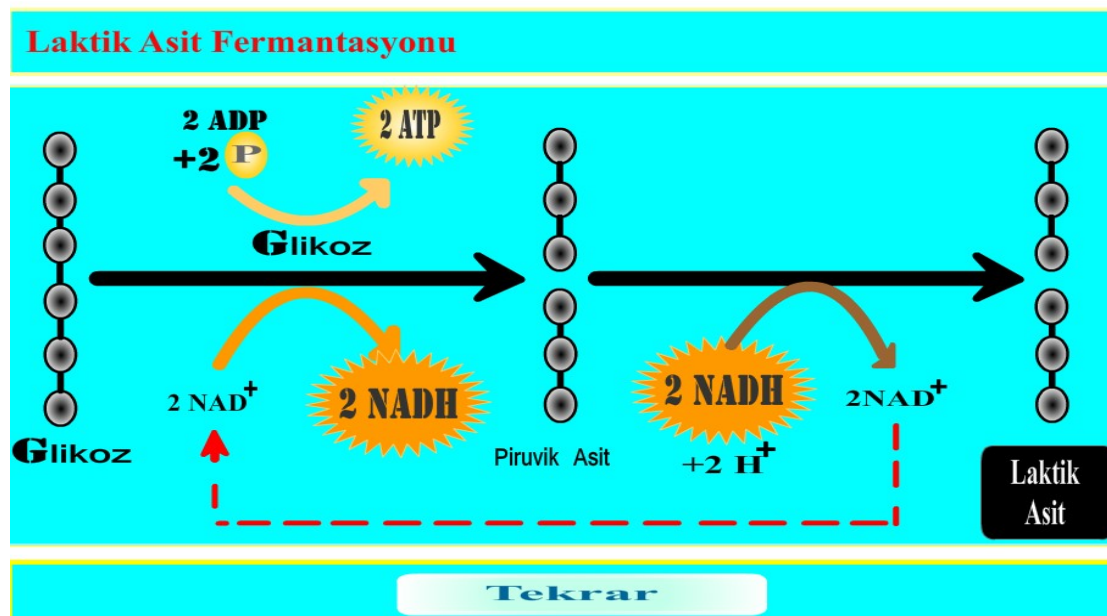 Laktik Asit Fermantasyonu
2 ADP
+2 P
2 ATP
Glikoz
2 NAD+
2 NADH
Glikoz
Piruvik Asit
2 NADH
+2 H+
2NAD+
Laktik
Asit
Tekrar